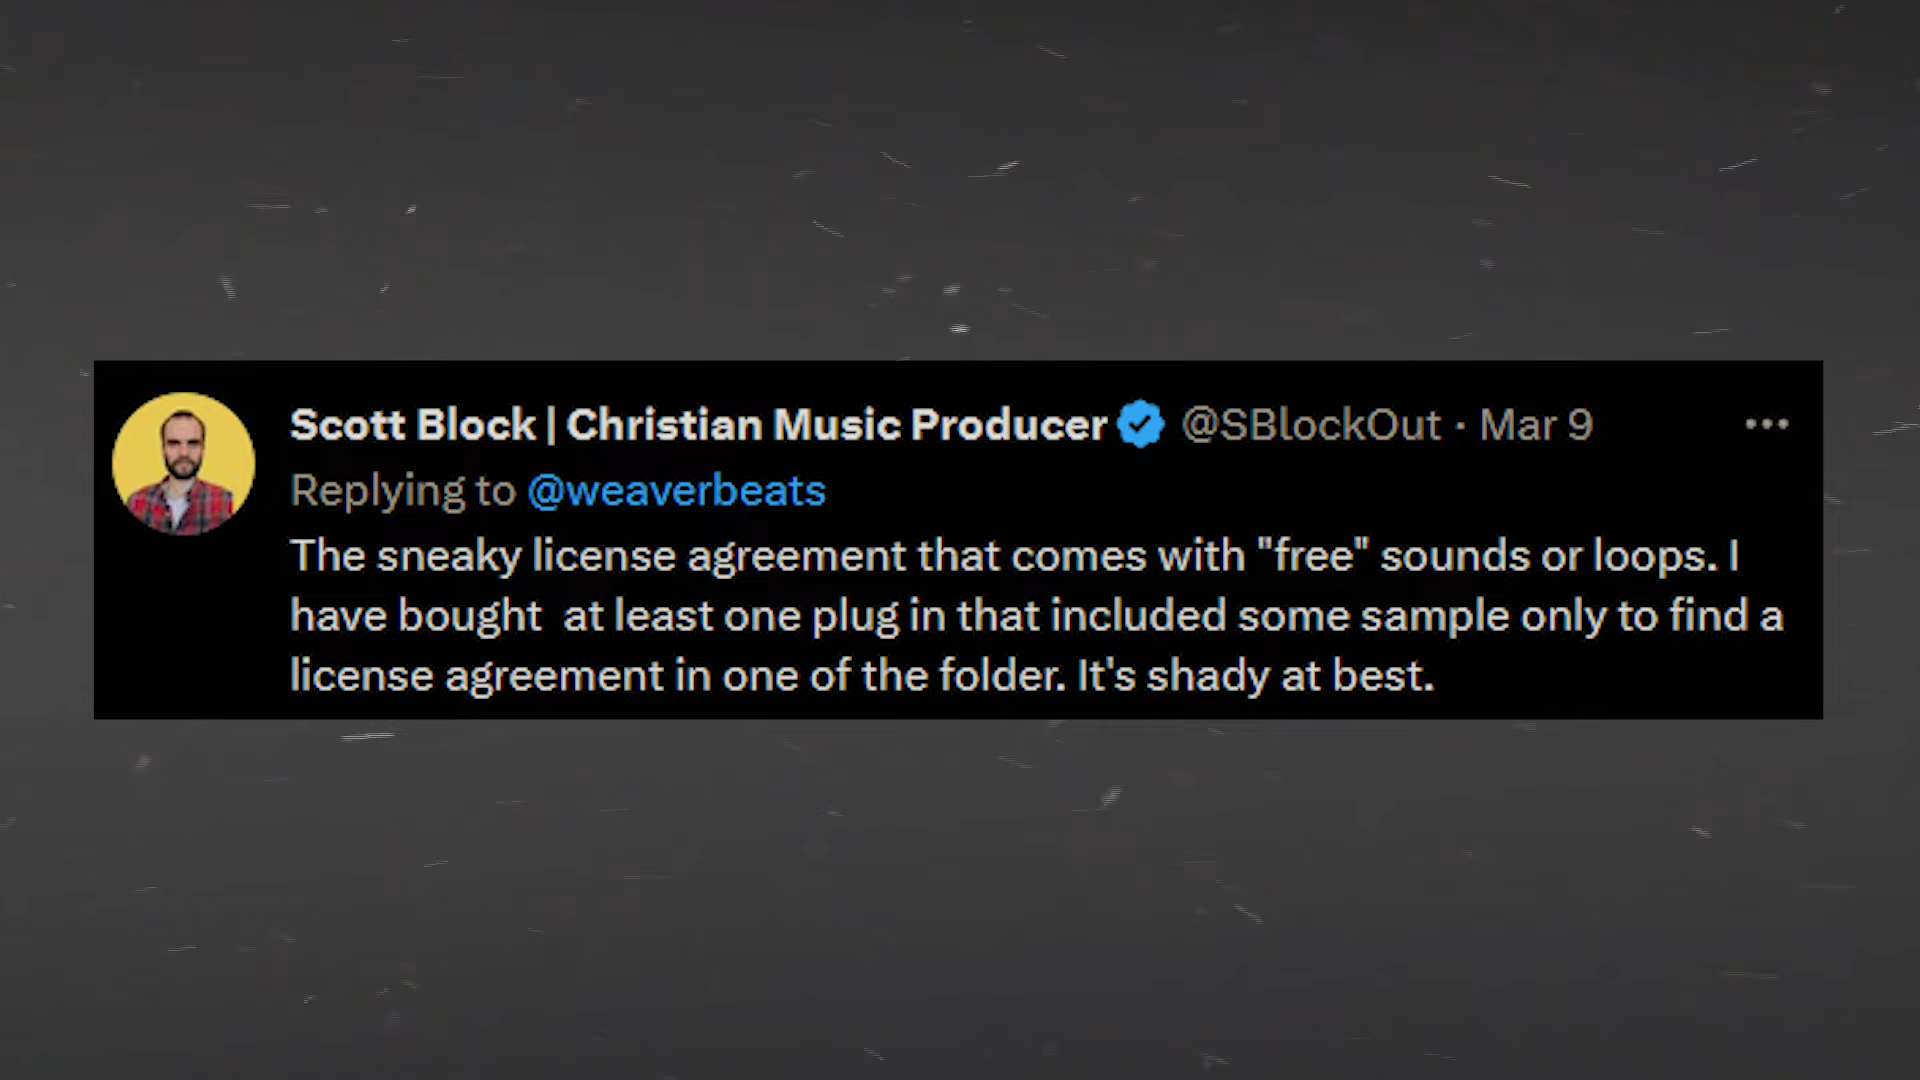 Scott Block | Christian Music Producer @SBlockOut · Mar 9
Replying to @weaverbeats
The sneaky license agreement that comes with "free" sounds or loops. I
have bought  at least one plug in that included some sample only to find a
license agreement in one of the folder. It's shady at best.